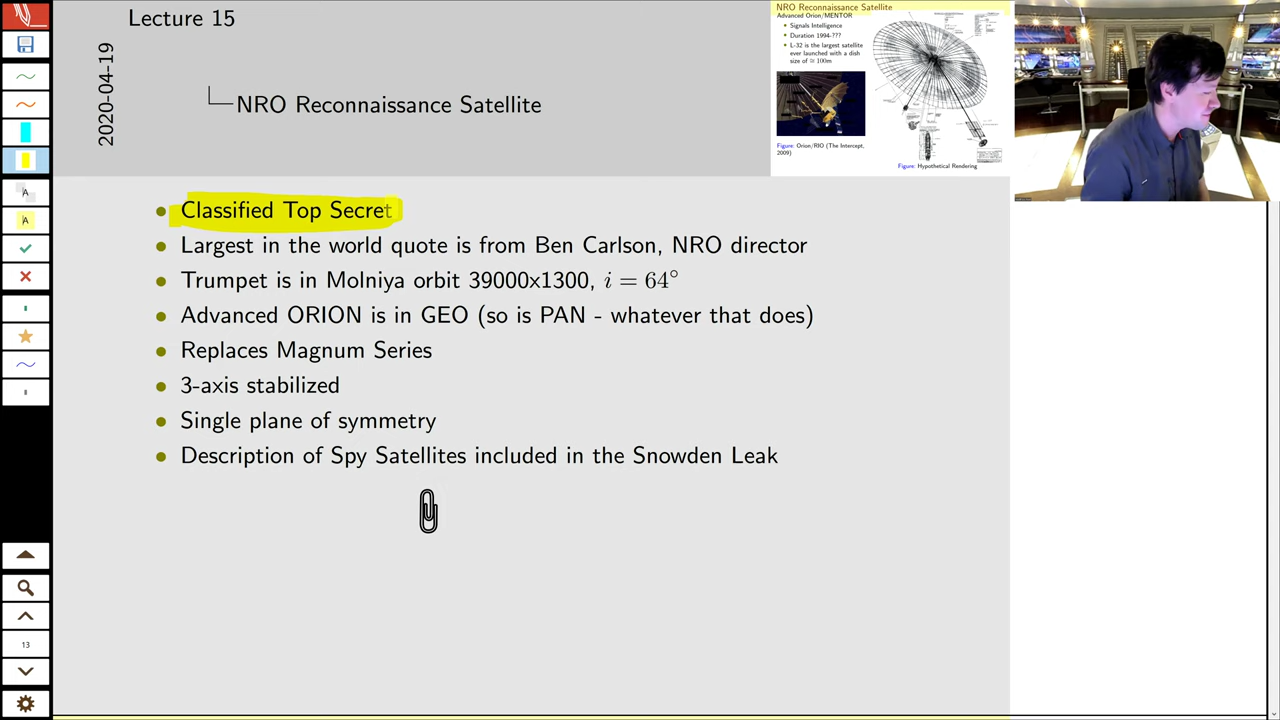 Lecture 15
2020-04-19
NRO Reconnaissance Satellite
NRO Reconnaissance Satellite
Advanced Orion/MENTOR
• Signals Intelligence
• Duration 1994-???
• L-32 is the largest satellite
ever launched with a dish
size of ≅ 100m
Figure: Orion/RIO (The Intercept,
2009)
Figure: Hypothetical Rendering
• Classified Top Secret
• Largest in the world quote is from Ben Carlson, NRO director
• Trumpet is in Molniya orbit 39000x1300, i = 64°
• Advanced ORION is in GEO (so is PAN - whatever that does)
• Replaces Magnum Series
• 3-axis stabilized
• Single plane of symmetry
• Description of Spy Satellites included in the Snowden Leak
A
A
13